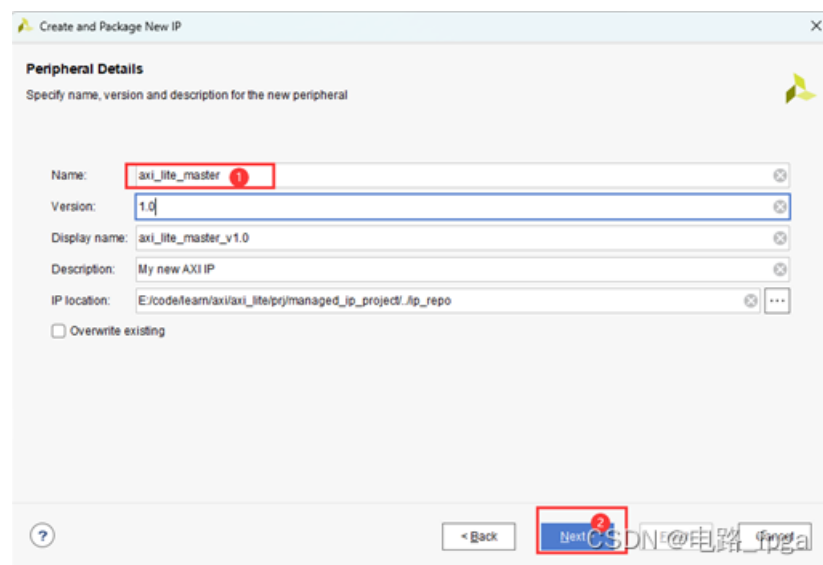 Create and Package New IP
Peripheral Details
Specify name, version and description for the new peripheral
Name: axi_lite_master 1
Version: 1.0
Display name: axi_lite_master_v1.0
Description: My new AXI IP
IP location: E:/code/learn/axi/axi_lite/prj/managed_ip_project/../ip_repo ...
Overwrite existing
2
? < Back Next Cancel
CSDN @电路_fpga